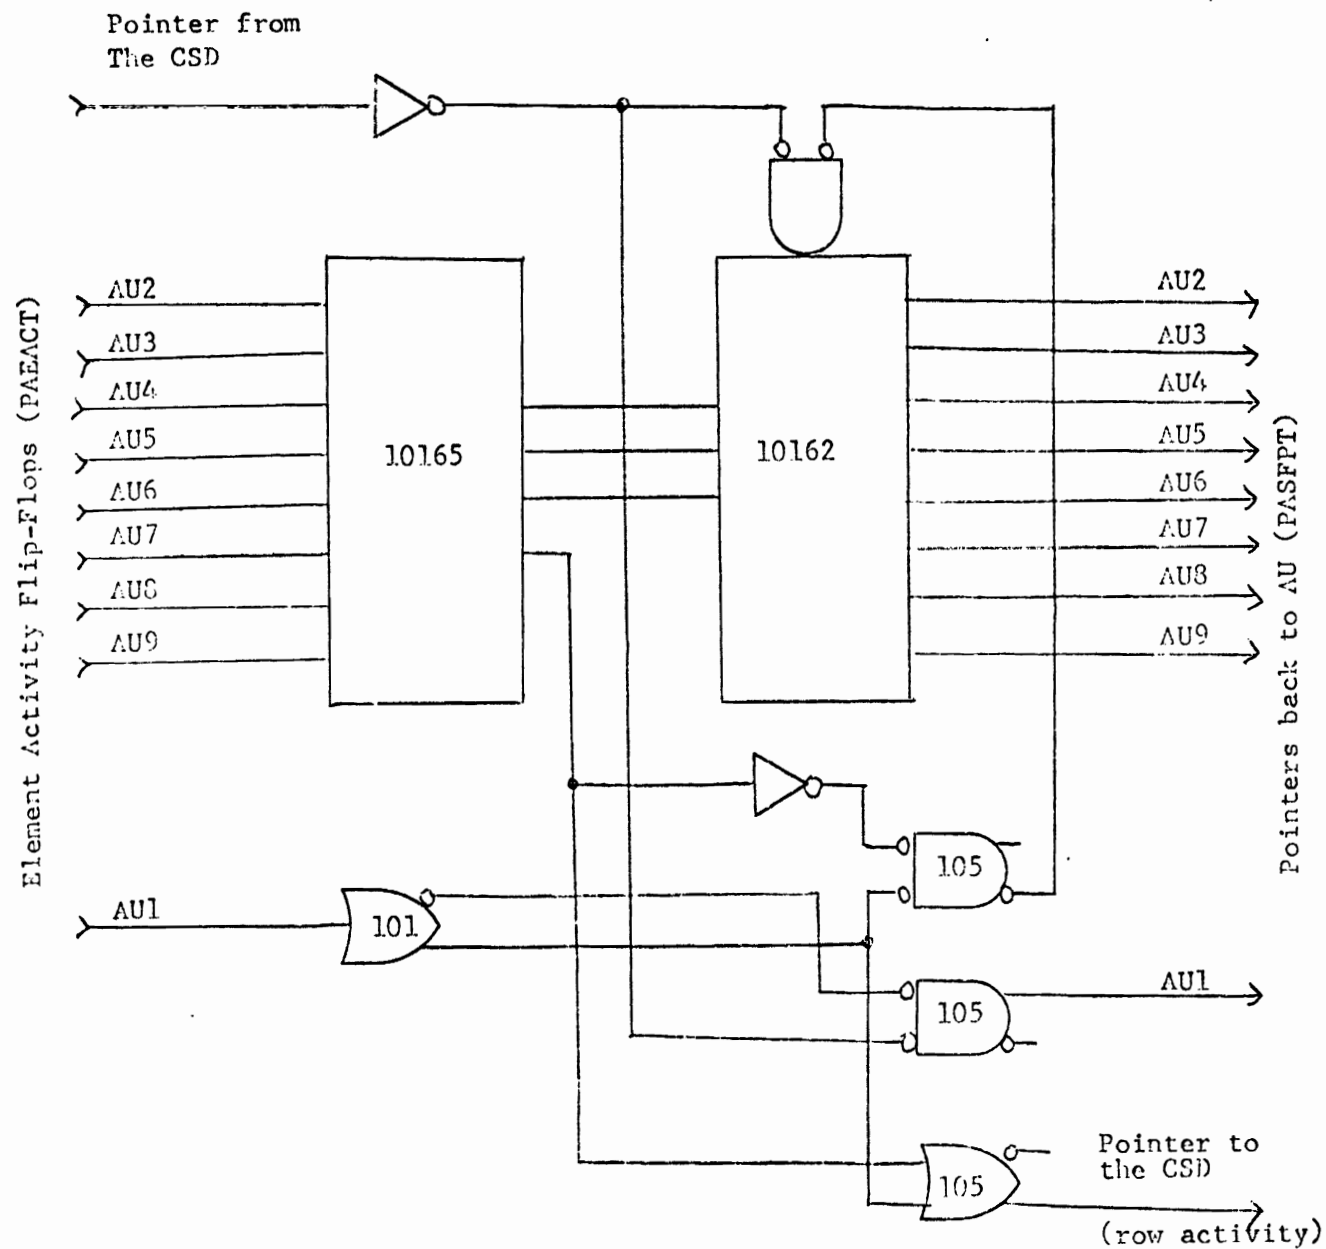 Pointer from
The CSD
Element Activity Flip-Flops (PAEACT)
AU2
AU3
AU4
AU5
AU6
AU7
AU8
AU9
10165
10162
AU2
AU3
AU4
AU5
AU6
AU7
AU8
AU9
Pointers back to AU (PASFPT)
105
AU1
101
105
AU1
105
Pointer to
the CSD
(row activity)